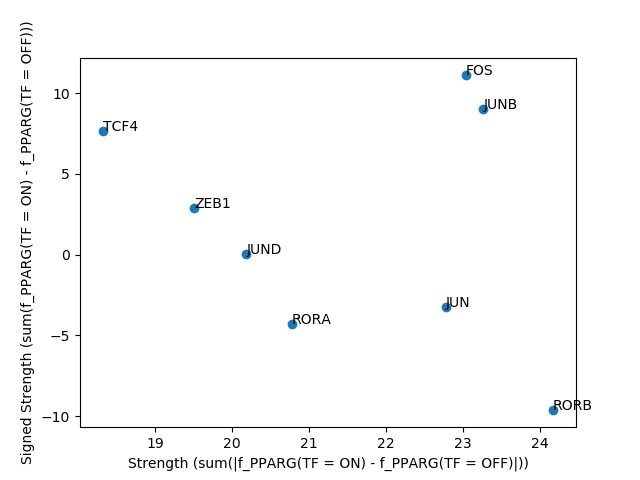 Signed Strength (sum(f_PPARG(TF = ON) - f_PPARG(TF = OFF)))
10
5
0
−5
−10
FOS
JUNB
TCF4
ZEB1
JUND
JUN
RORA
RORB
19
20
21
22
23
24
Strength (sum(|f_PPARG(TF = ON) - f_PPARG(TF = OFF)|))